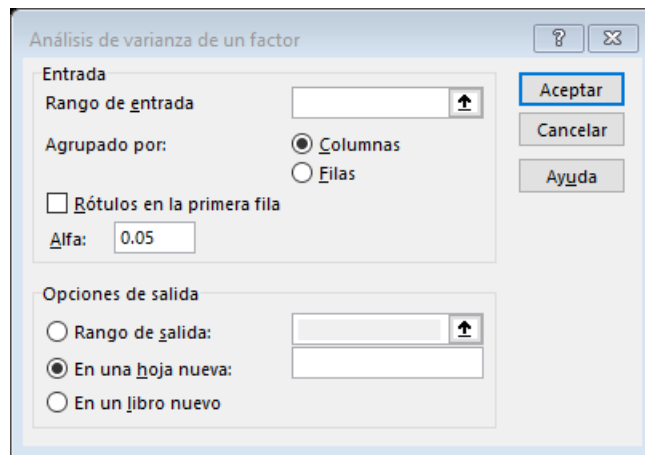 Análisis de varianza de un factor
Entrada
Rango de entrada
Agrupado por:
Columnas
Filas
Rótulos en la primera fila
Alfa:
0.05
Opciones de salida
Rango de salida:
En una hoja nueva:
En un libro nuevo
Aceptar
Cancelar
Ayuda